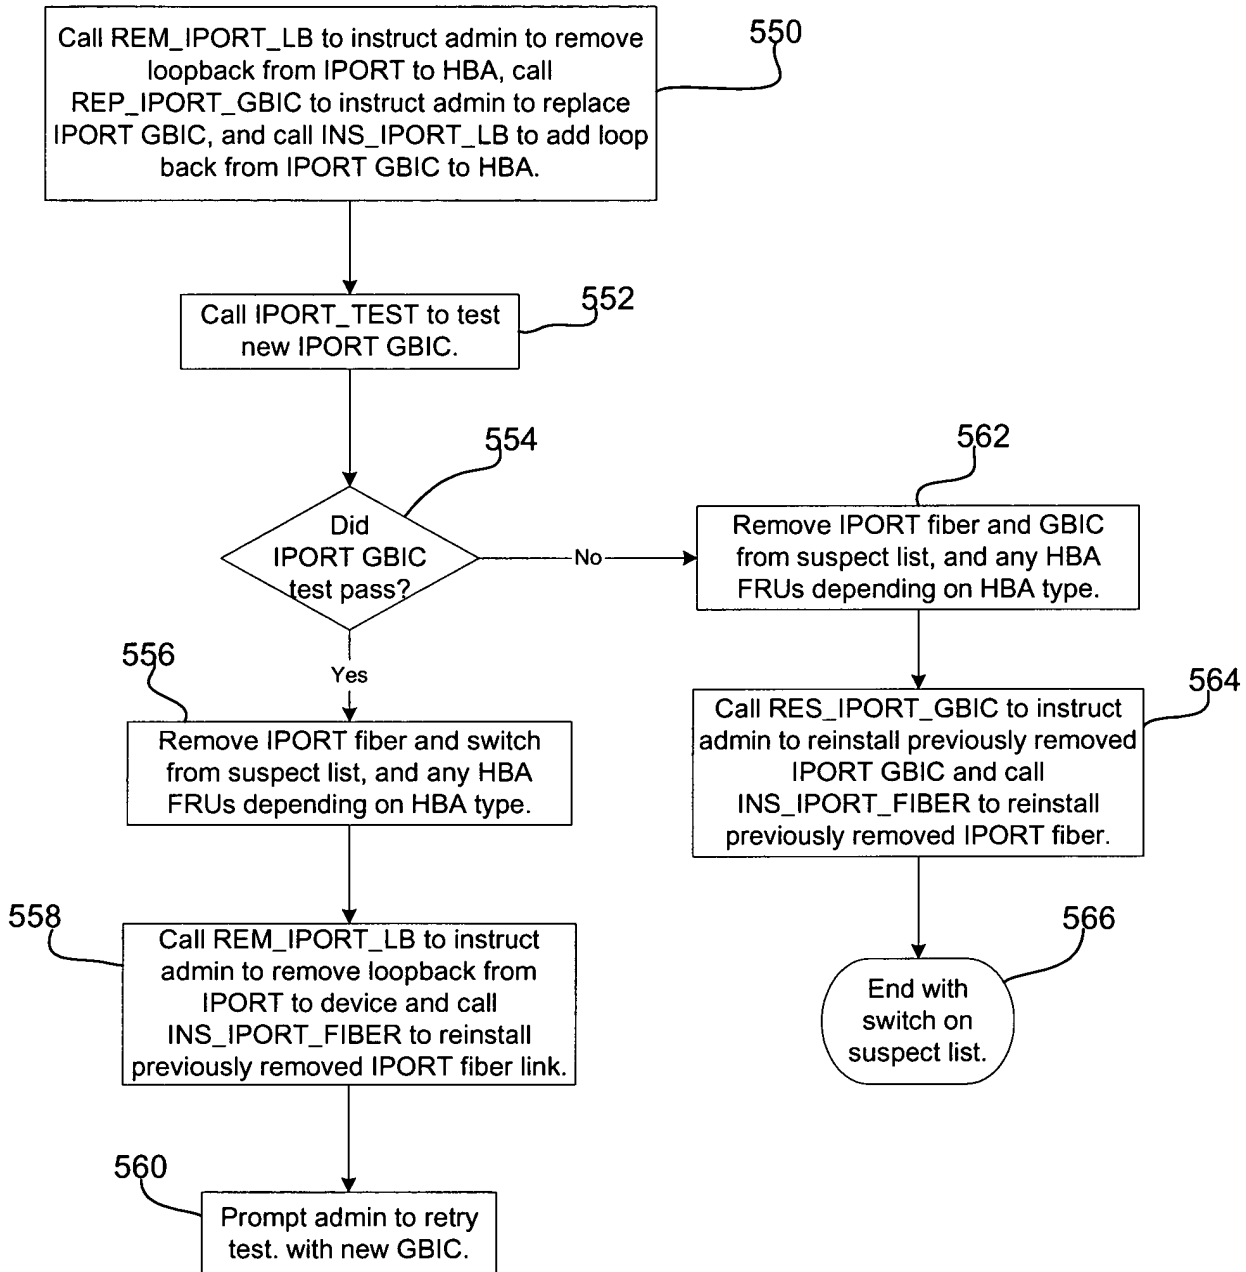 Call REM_IPORT_LB to instruct admin to remove
loopback from IPORT to HBA, call
REP_IPORT_GBIC to instruct admin to replace
IPORT GBIC, and call INS_IPORT_LB to add loop
back from IPORT GBIC to HBA.
550
Call IPORT_TEST to test
new IPORT GBIC.
552
Did
IPORT GBIC
test pass?
554
No
Yes
562
Remove IPORT fiber and GBIC
from suspect list, and any HBA
FRUs depending on HBA type.
556
Remove IPORT fiber and switch
from suspect list, and any HBA
FRUs depending on HBA type.
564
Call RES_IPORT_GBIC to instruct
admin to reinstall previously removed
IPORT GBIC and call
INS_IPORT_FIBER to reinstall
previously removed IPORT fiber.
558
Call REM_IPORT_LB to instruct
admin to remove loopback from
IPORT to device and call
INS_IPORT_FIBER to reinstall
previously removed IPORT fiber link.
566
End with
switch on
suspect list.
560
Prompt admin to retry
test. with new GBIC.